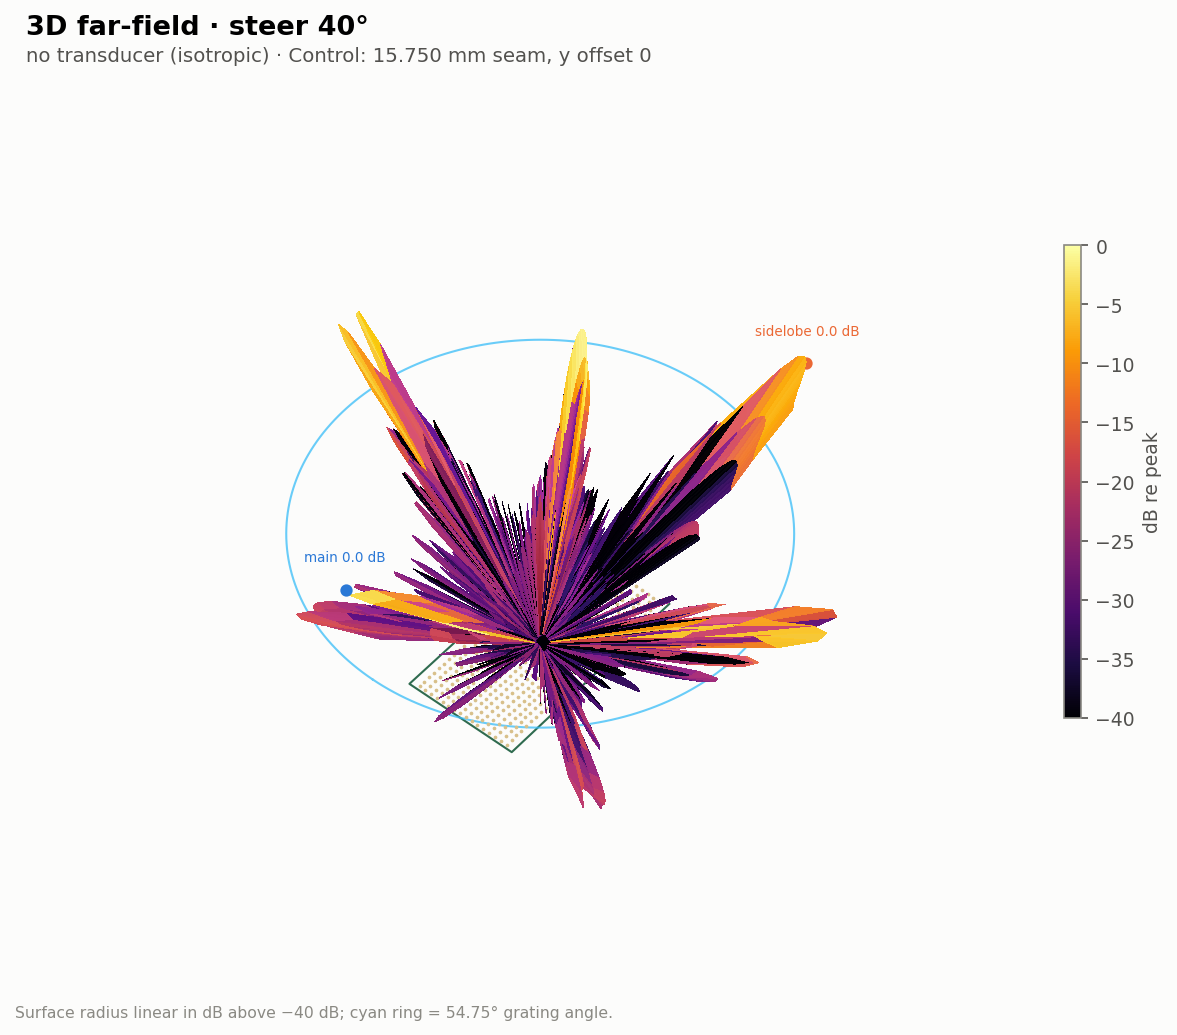 3D far-field · steer 40°
no transducer (isotropic) · Control: 15.750 mm seam, y offset 0
sidelobe 0.0 dB
main 0.0 dB
0
−5
−10
−15
−20
−25
−30
−35
−40
dB re peak
Surface radius linear in dB above −40 dB; cyan ring = 54.75° grating angle.